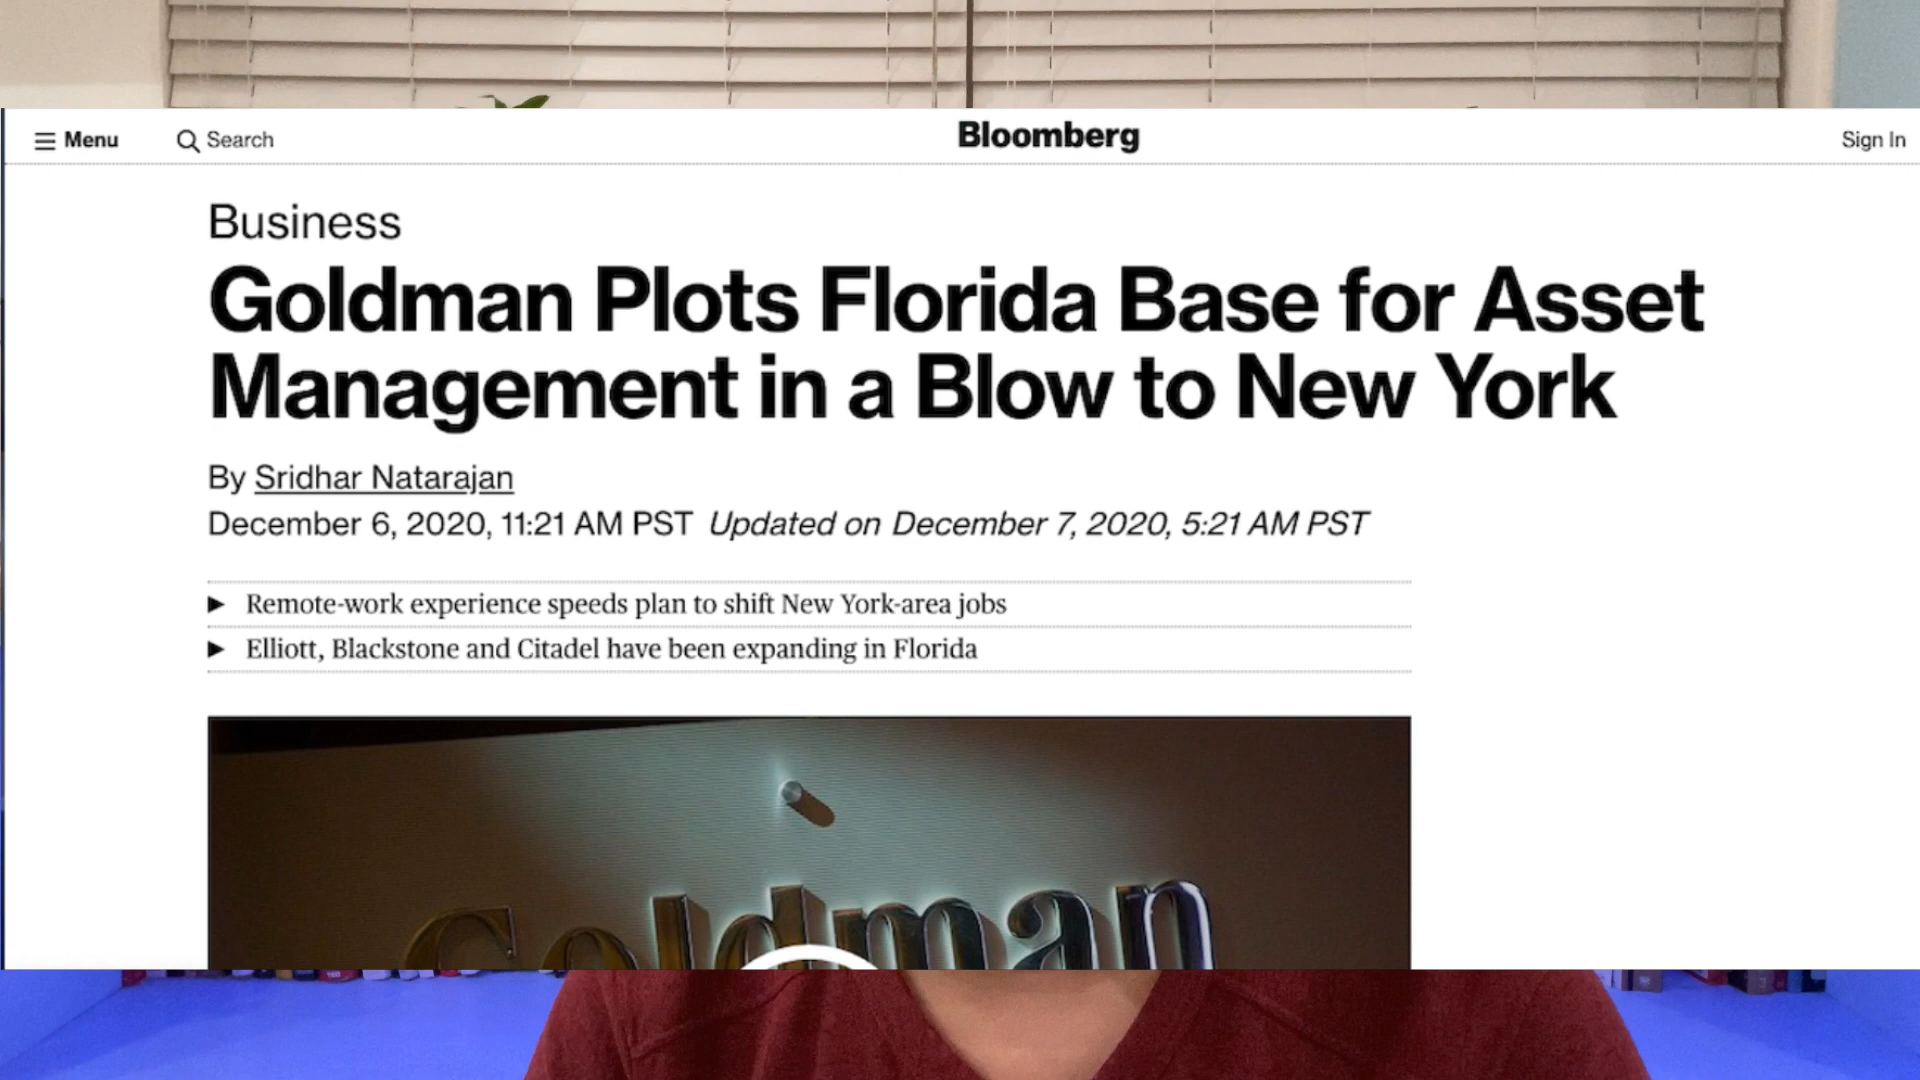 Menu Search Bloomberg Sign In
Business
Goldman Plots Florida Base for Asset
Management in a Blow to New York
By Sridhar Natarajan
December 6, 2020, 11:21 AM PST Updated on December 7, 2020, 5:21 AM PST
Remote-work experience speeds plan to shift New York-area jobs
Elliott, Blackstone and Citadel have been expanding in Florida
Goldman